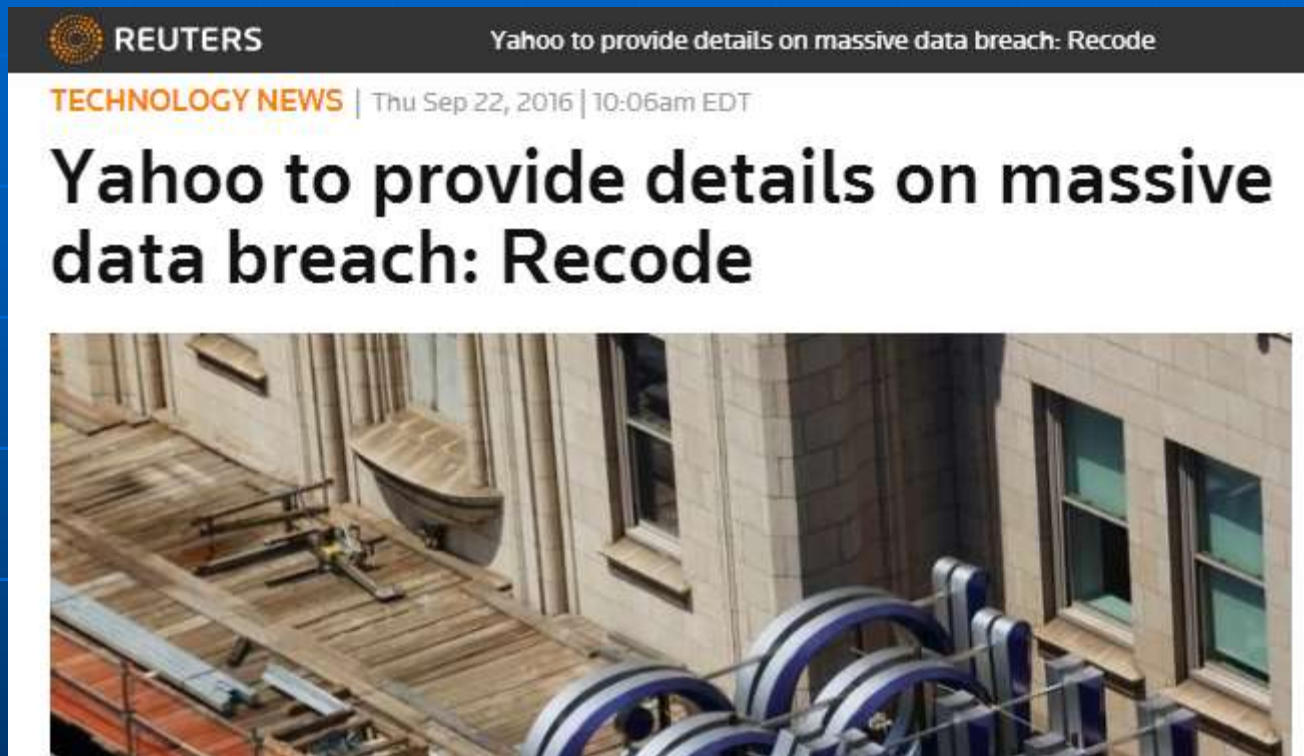 REUTERS
Yahoo to provide details on massive data breach: Recode
TECHNOLOGY NEWS | Thu Sep 22, 2016 | 10:06am EDT
Yahoo to provide details on massive
data breach: Recode